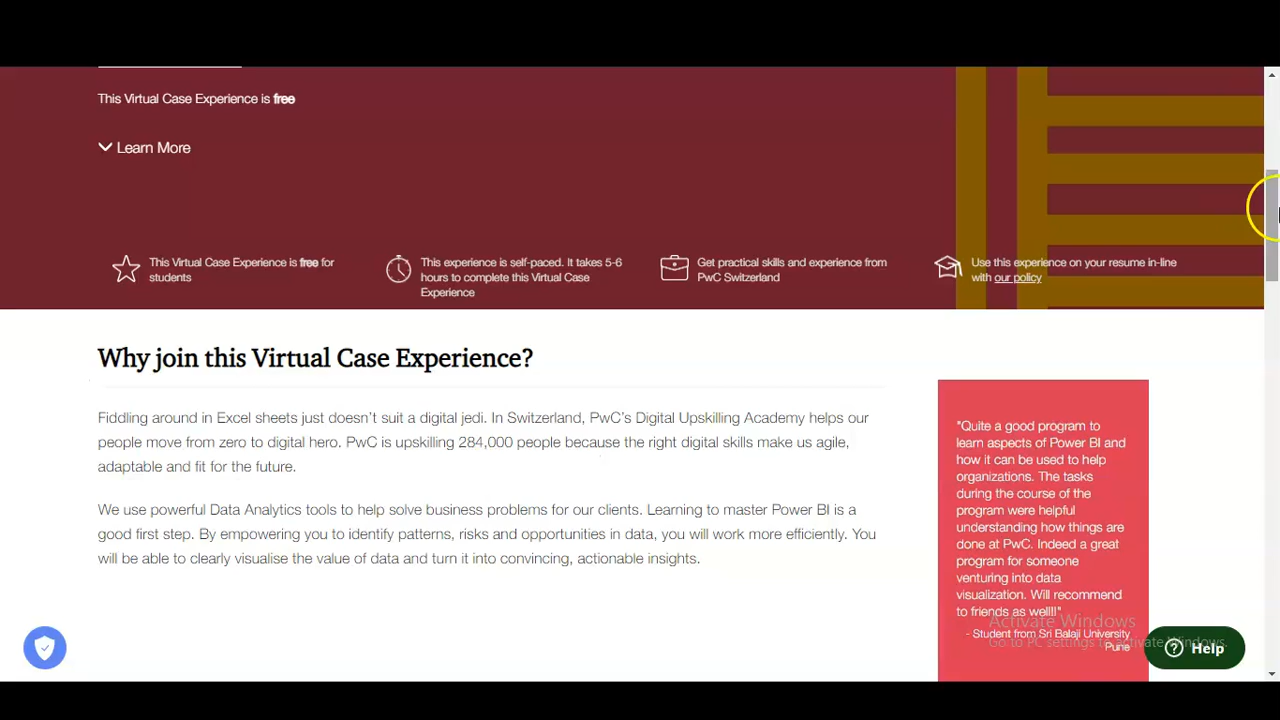 This Virtual Case Experience is free
Learn More
This Virtual Case Experience is free for
students
This experience is self-paced. It takes 5-6
hours to complete this Virtual Case
Experience
Get practical skills and experience from
PwC Switzerland
Use this experience on your resume in-line
with our policy
Why join this Virtual Case Experience?
Fiddling around in Excel sheets just doesn't suit a digital jedi. In Switzerland, PwC's Digital Upskilling Academy helps our
people move from zero to digital hero. PwC is upskilling 284,000 people because the right digital skills make us agile,
adaptable and fit for the future.
We use powerful Data Analytics tools to help solve business problems for our clients. Learning to master Power BI is a
good first step. By empowering you to identify patterns, risks and opportunities in data, you will work more efficiently. You
will be able to clearly visualise the value of data and turn it into convincing, actionable insights.
"Quite a good program to
learn aspects of Power BI and
how it can be used to help
organizations. The tasks
during the course of the
program were helpful
understanding how things are
done at PwC. Indeed a great
program for someone
venturing into data
visualization. Will recommend
to friends as well!!"
- Student from Sri Balaji University
Pune
Activate Windows
Go to PC settings to activate Windows.
Help